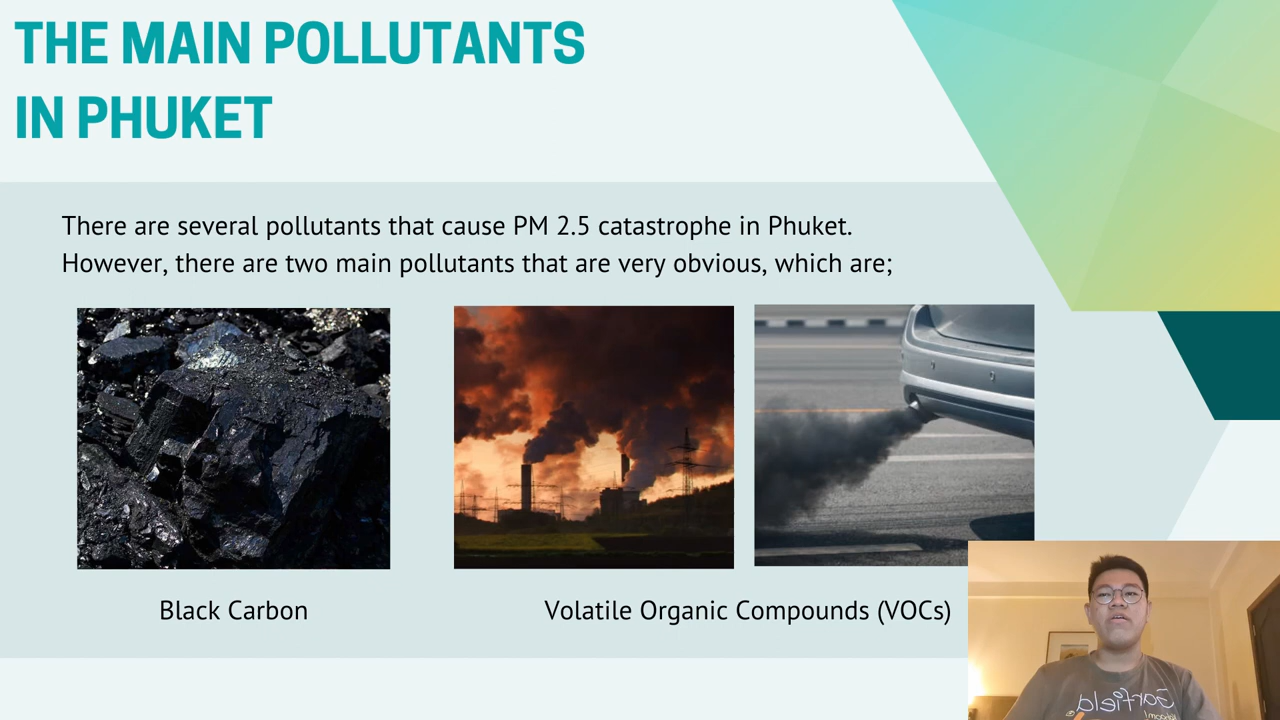 THE MAIN POLLUTANTS
IN PHUKET
There are several pollutants that cause PM 2.5 catastrophe in Phuket.
However, there are two main pollutants that are very obvious, which are;
Black Carbon
Volatile Organic Compounds (VOCs)
Garfield